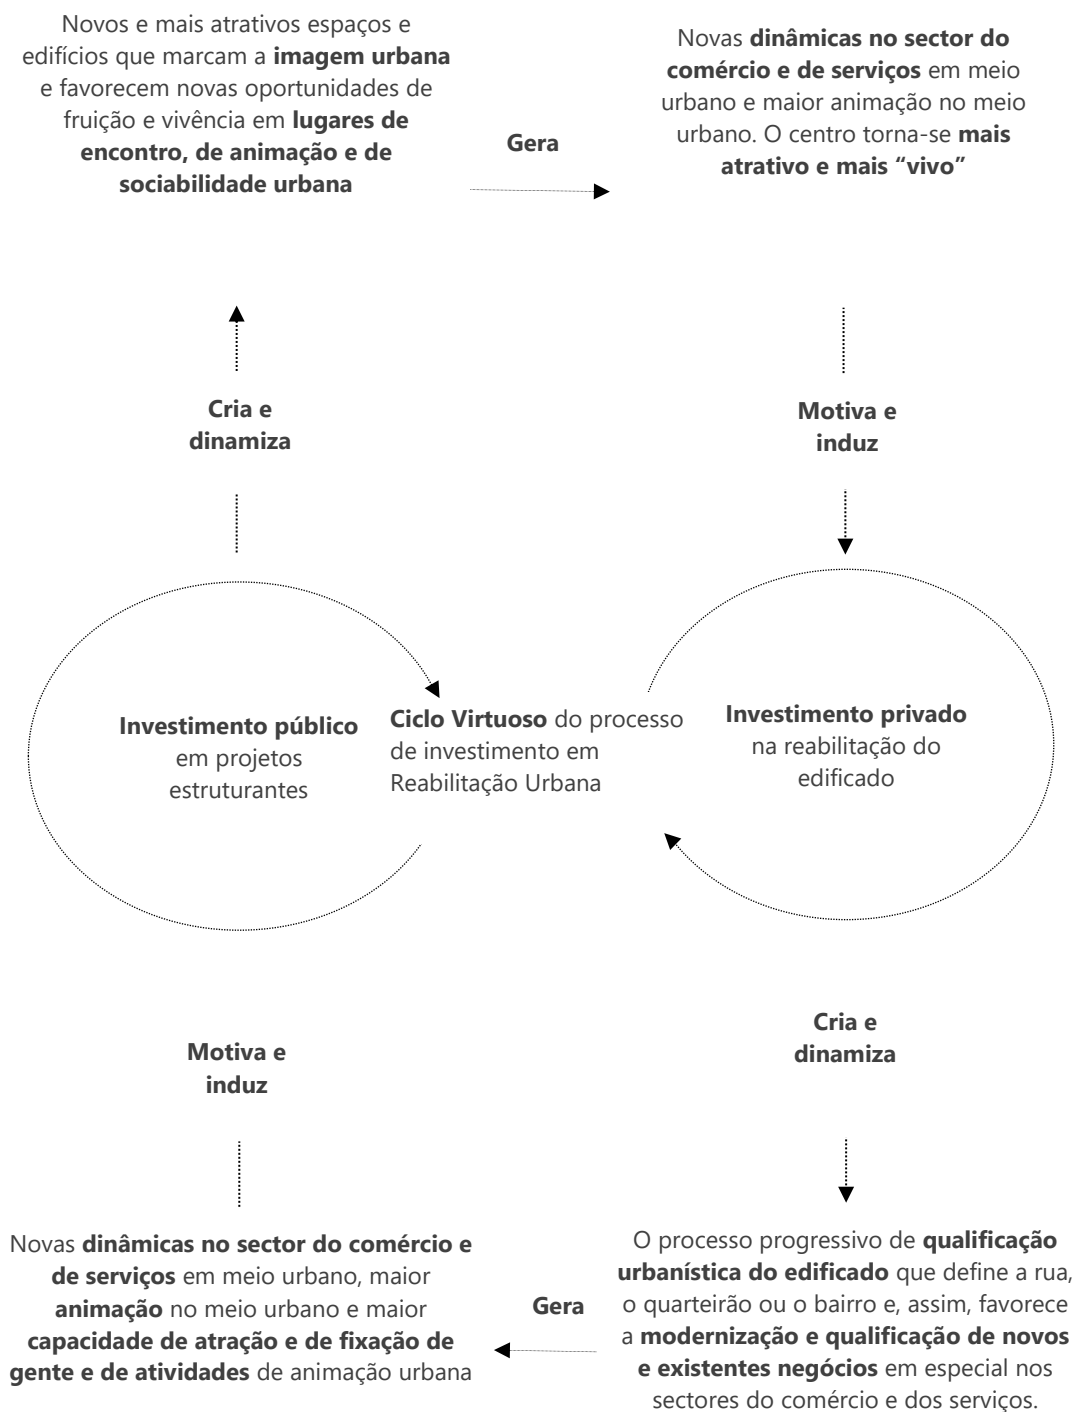 Novos e mais atrativos espaços e
edifícios que marcam a imagem urbana
e favorecem novas oportunidades de
fruição e vivência em lugares de
encontro, de animação e de
sociabilidade urbana
Gera
Novas dinâmicas no sector do
comércio e de serviços em meio
urbano e maior animação no meio
urbano. O centro torna-se mais
atrativo e mais “vivo”
Cria e
dinamiza
Motiva e
induz
Investimento público
em projetos
estruturantes
Ciclo Virtuoso do processo
de investimento em
Reabilitação Urbana
Investimento privado
na reabilitação do
edificado
Motiva e
induz
Cria e
dinamiza
Novas dinâmicas no sector do comércio e
de serviços em meio urbano, maior
animação no meio urbano e maior
capacidade de atração e de fixação de
gente e de atividades de animação urbana
Gera
O processo progressivo de qualificação
urbanística do edificado que define a rua,
o quarteirão ou o bairro e, assim, favorece
a modernização e qualificação de novos
e existentes negócios em especial nos
sectores do comércio e dos serviços.